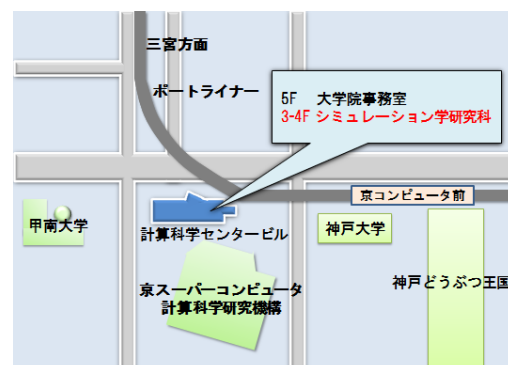 三宮方面
ポートライナー
5F 大学院事務室
3-4F シミュレーション学研究科
京コンピュータ前
甲南大学
計算科学センタービル
神戸大学
京スーパーコンピュータ
計算科学研究機構
神戸どうぶつ王国